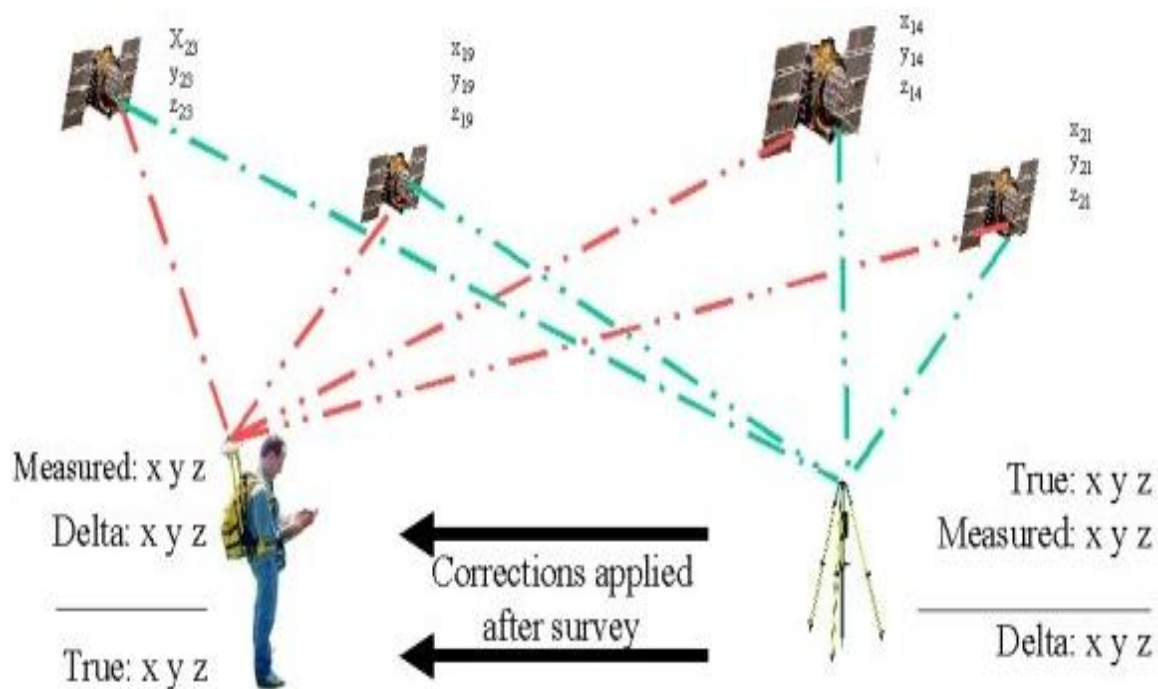 X23
y23
z23
x19
y19
z19
x14
y14
z14
x21
y21
z21
Measured: x y z
Delta: x y z
True: x y z
Corrections applied
after survey
True: x y z
Measured: x y z
Delta: x y z